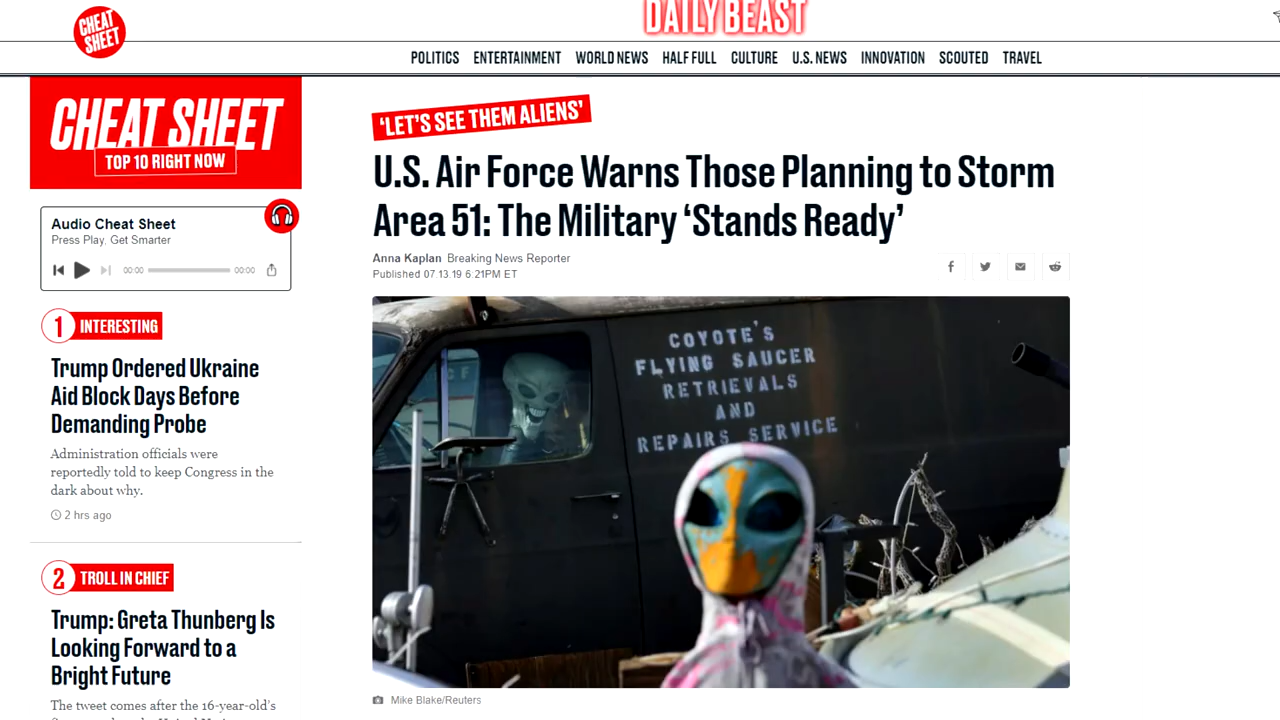 CHEAT
SHEET
DAILY BEAST
POLITICS ENTERTAINMENT WORLD NEWS HALF FULL CULTURE U.S. NEWS INNOVATION SCOUTED TRAVEL
CHEAT SHEET
TOP 10 RIGHT NOW
Audio Cheat Sheet
Press Play, Get Smarter
00:00 00:00
1 INTERESTING
Trump Ordered Ukraine
Aid Block Days Before
Demanding Probe
Administration officials were
reportedly told to keep Congress in the
dark about why.
2 hrs ago
2 TROLL IN CHIEF
Trump: Greta Thunberg Is
Looking Forward to a
Bright Future
The tweet comes after the 16-year-old's
‘LET’S SEE THEM ALIENS’
U.S. Air Force Warns Those Planning to Storm
Area 51: The Military ‘Stands Ready’
Anna Kaplan Breaking News Reporter
Published 07.13.19 6:21PM ET
COYOTE'S
FLYING SAUCER
RETRIEVALS
AND
REPAIRS SERVICE
Mike Blake/Reuters